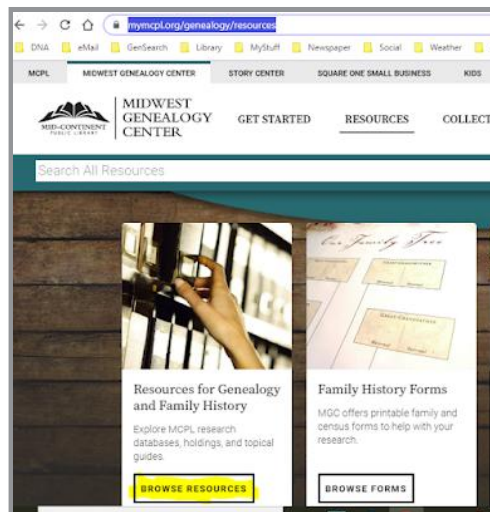 mymcpl.org/genealogy/resources
DNA eMail GenSearch Library MyStuff Newspaper Social Weather
MCPL MIDWEST GENEALOGY CENTER STORY CENTER SQUARE ONE SMALL BUSINESS KIDS
MID-CONTINENT
PUBLIC LIBRARY
MIDWEST
GENEALOGY
CENTER
GET STARTED RESOURCES COLLECT
Search All Resources
Our Family Tree
Resources for Genealogy
and Family History
Explore MCPL research
databases, holdings, and topical
guides.
BROWSE RESOURCES
Family History Forms
MGC offers printable family and
census forms to help with your
research.
BROWSE FORMS